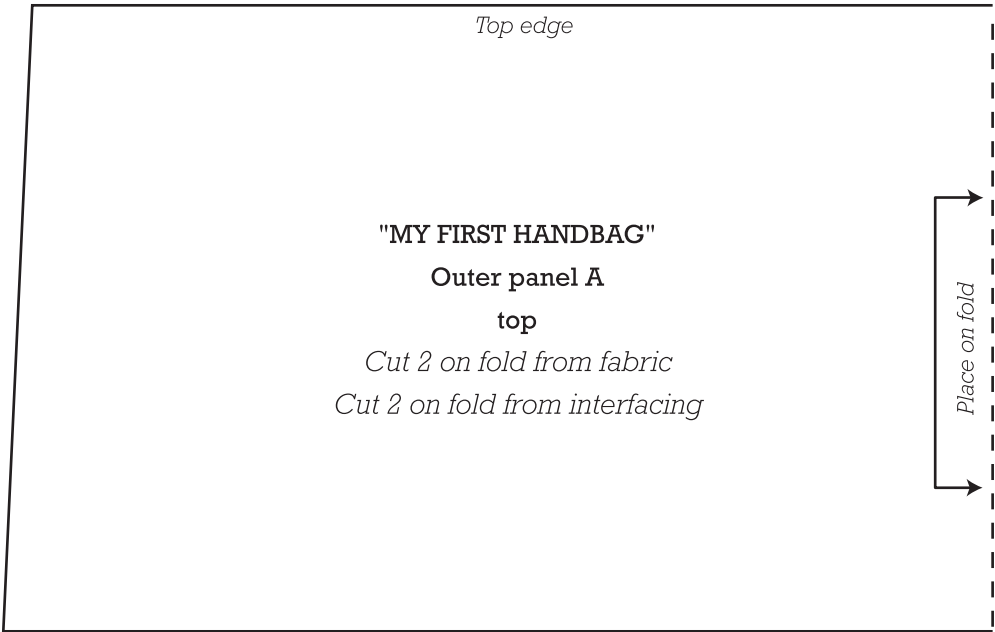 Top edge
"MY FIRST HANDBAG"
Outer panel A
top
Cut 2 on fold from fabric
Cut 2 on fold from interfacing
Place on fold